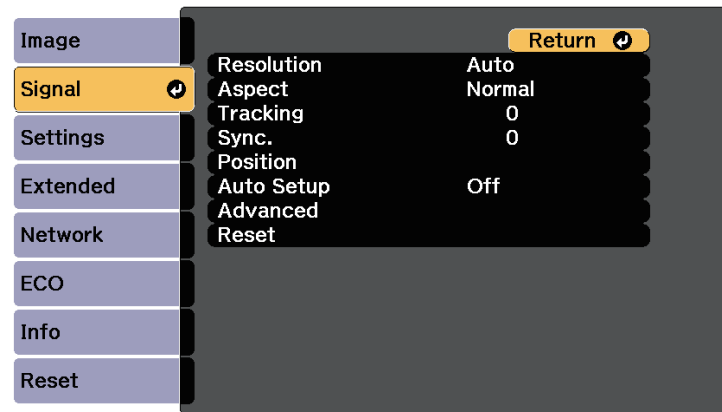 Image
Signal
Settings
Extended
Network
ECO
Info
Reset
Return
Resolution Auto
Aspect Normal
Tracking 0
Sync. 0
Position
Auto Setup Off
Advanced
Reset